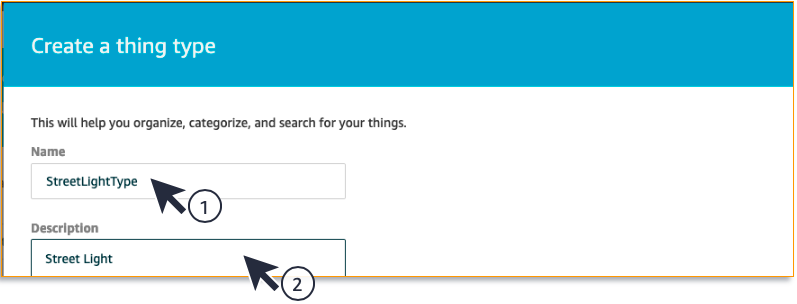 Create a thing type
This will help you organize, categorize, and search for your things.
Name
StreetLightType
1
Description
Street Light
2